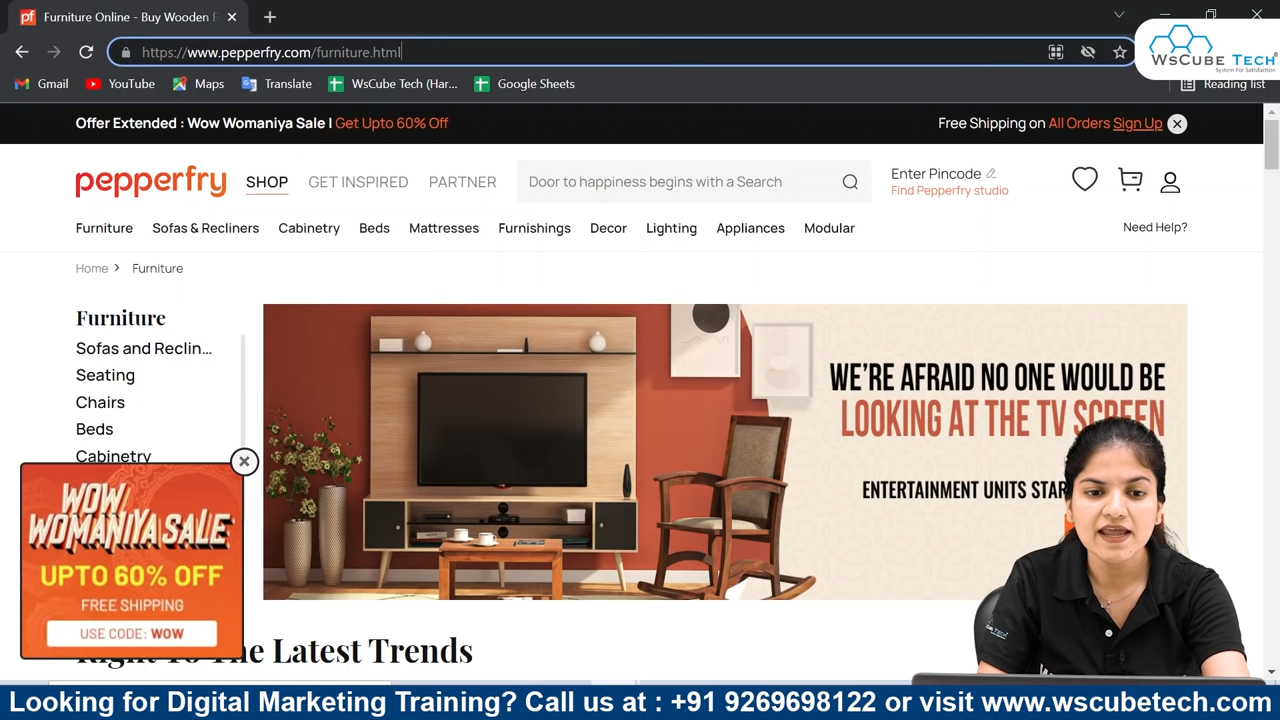 pf Furniture Online - Buy Wooden F
https://www.pepperfry.com/furniture.html
WsCUBE TECH
System For Satisfaction
Gmail YouTube Maps Translate WsCube Tech (Har... Reading list
Offer Extended : Wow Womaniya Sale I Get Upto 60% Off Free Shipping on All Orders Sign Up
pepperfry SHOP GET INSPIRED PARTNER Door to happiness begins with a Search Enter Pincode
Find Pepperfry studio
Furniture Sofas & Recliners Cabinetry Beds Mattresses Furnishings Decor Lighting Appliances Modular Need Help?
Home Furniture
Furniture
Sofas and Reclin...
Seating
Chairs
Beds
Cabinetry
WE'RE AFRAID NO ONE WOULD BE
LOOKING AT THE TV SCREEN
ENTERTAINMENT UNITS STAR
WOW
WOMANIYA SALE
UPTO 60% OFF
FREE SHIPPING
USE CODE: WOW
Right To The Latest Trends
Looking for Digital Marketing Training? Call us at : +91 9269698122 or visit www.wscubetech.com